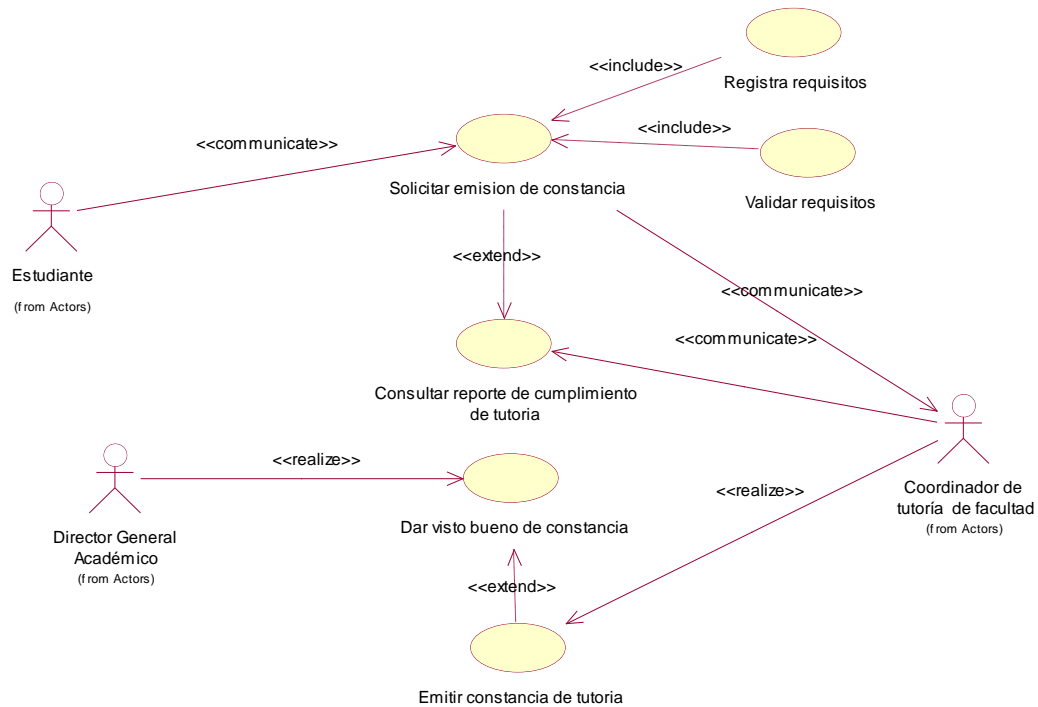 <<include>>
Registra requisitos
<<communicate>>
<<include>>
Solicitar emision de constancia
Validar requisitos
<<extend>>
Estudiante
(from Actors)
<<communicate>>
<<communicate>>
Consultar reporte de cumplimiento
de tutoria
<<realize>>
<<realize>>
Coordinador de
tutoría de facultad
(from Actors)
Dar visto bueno de constancia
Director General
Académico
(from Actors)
<<extend>>
Emitir constancia de tutoria